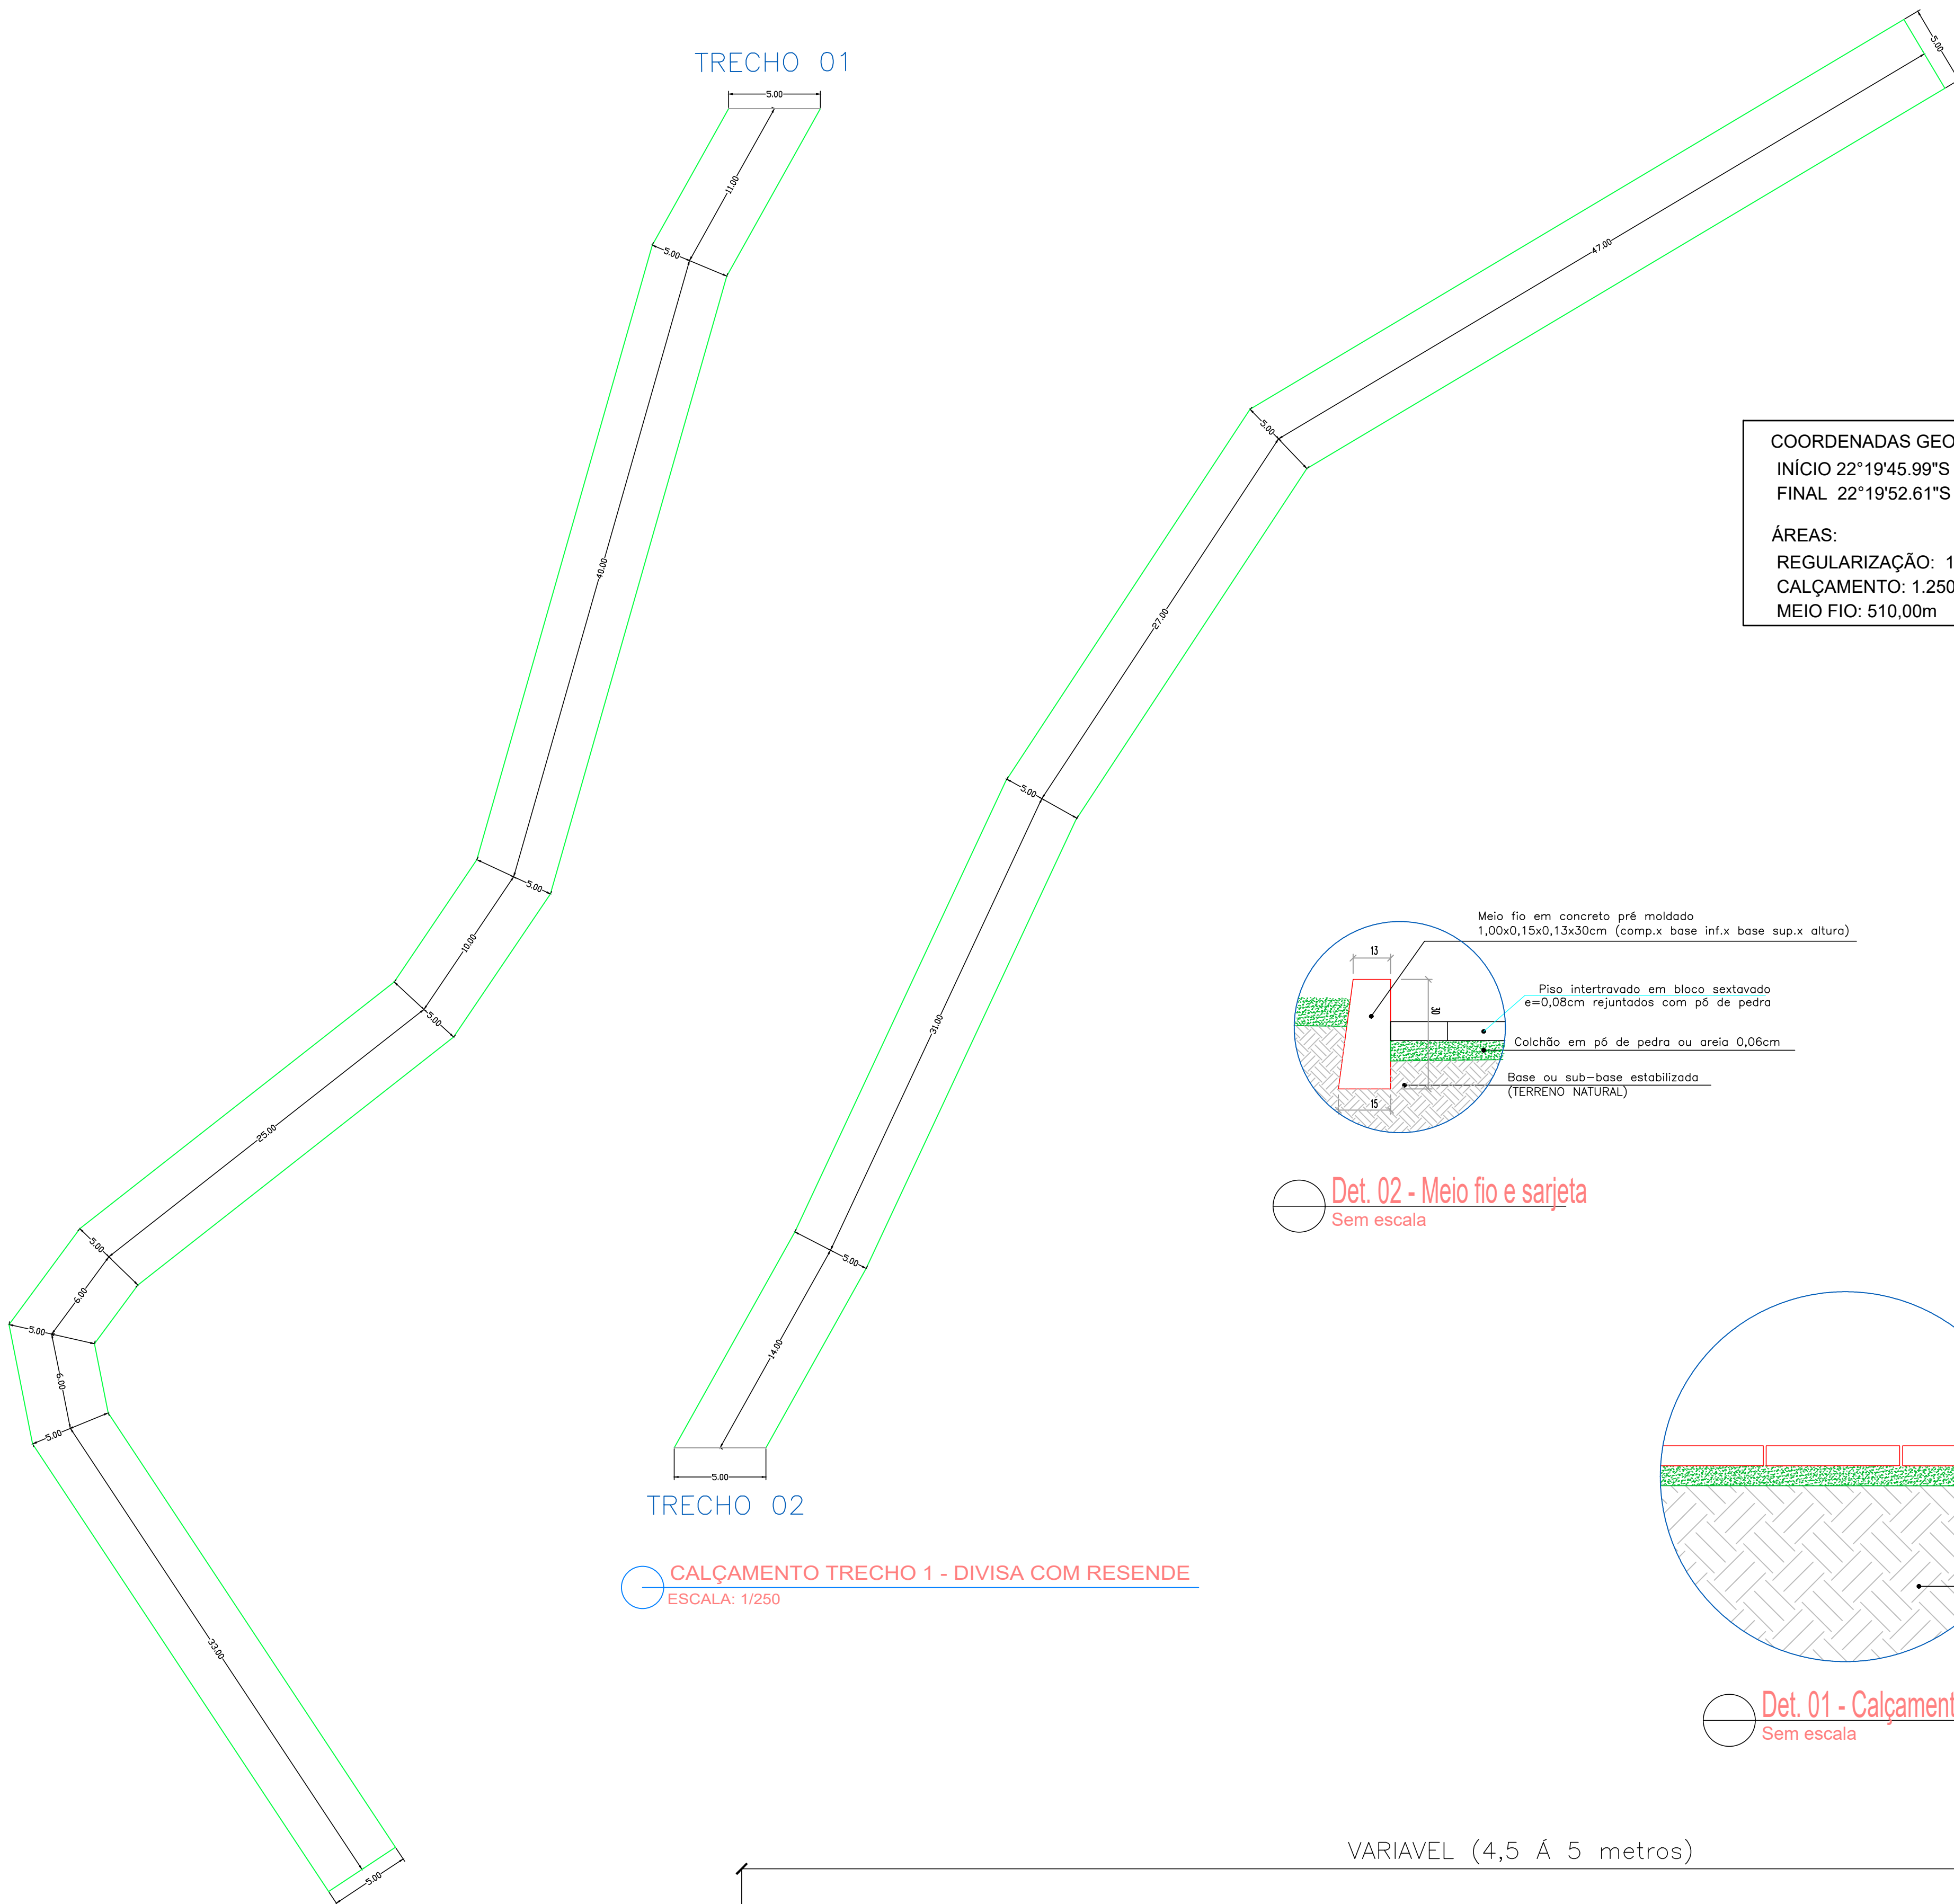 TRECHO 01
5.00
11.00
5.00
40.00
5.00
10.00
5.00
25.00
5.00
6.00
5.00
6.00
5.00
33.00
5.00
5.00
47.00
5.00
27.00
5.00
31.00
5.00
14.00
5.00
TRECHO 02
CALÇAMENTO TRECHO 1 - DIVISA COM RESENDE
ESCALA: 1/250
COORDENADAS GEO
INÍCIO 22°19'45.99"S
FINAL 22°19'52.61"S
ÁREAS:
REGULARIZAÇÃO: 1
CALÇAMENTO: 1.250
MEIO FIO: 510,00m
Meio fio em concreto pré moldado
1,00x0,15x0,13x30cm (comp.x base inf.x base sup.x altura)
13
30
Piso intertravado em bloco sextavado
e=0,08cm rejuntados com pó de pedra
Colchão em pó de pedra ou areia 0,06cm
Base ou sub-base estabilizada
(TERRENO NATURAL)
15
Det. 02 - Meio fio e sarjeta
Sem escala
Det. 01 - Calçament
Sem escala
VARIAVEL (4,5 Á 5 metros)